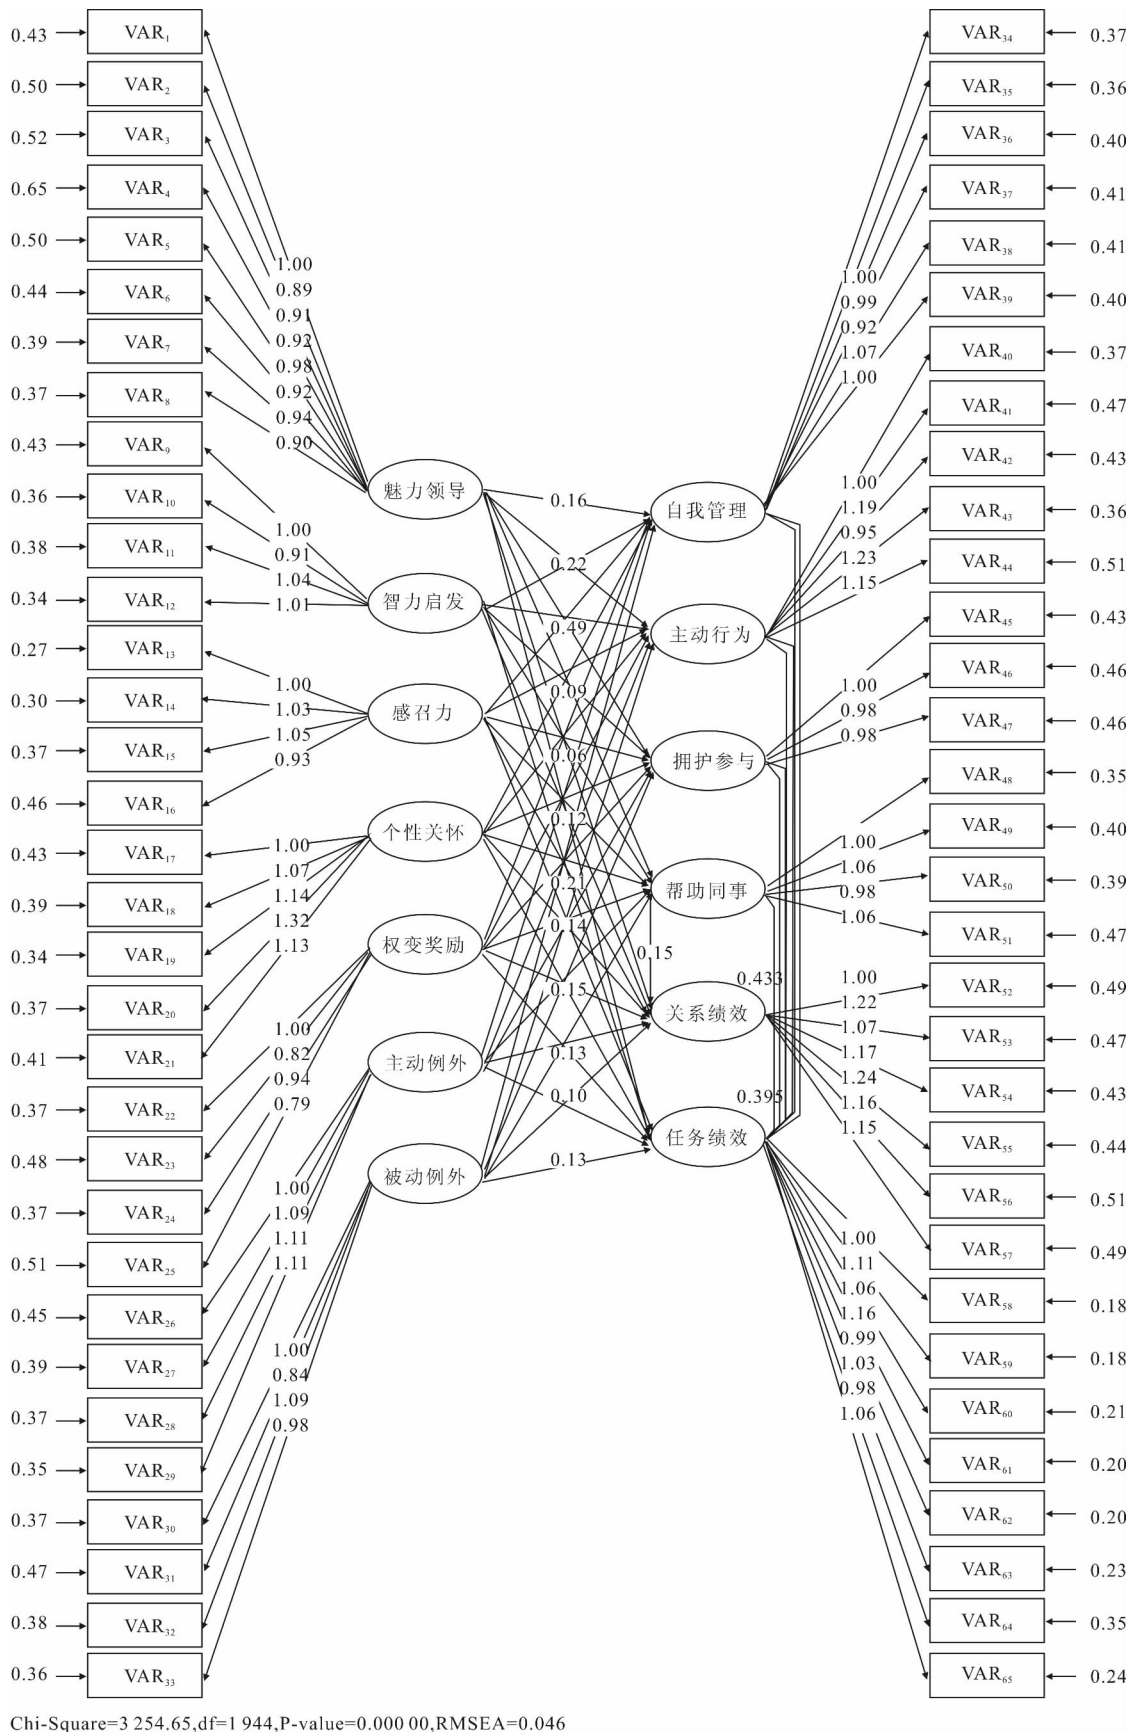 0.43 VAR₁
0.50 VAR₂
0.52 VAR₃
0.65 VAR₄
0.50 VAR₅
0.44 VAR₆
0.39 VAR₇
0.37 VAR₈
0.43 VAR₉
0.36 VAR₁₀
0.38 VAR₁₁
0.34 VAR₁₂
0.27 VAR₁₃
0.30 VAR₁₄
0.37 VAR₁₅
0.46 VAR₁₆
0.43 VAR₁₇
0.39 VAR₁₈
0.34 VAR₁₉
0.37 VAR₂₀
0.41 VAR₂₁
0.37 VAR₂₂
0.48 VAR₂₃
0.37 VAR₂₄
0.51 VAR₂₅
0.45 VAR₂₆
0.39 VAR₂₇
0.37 VAR₂₈
0.35 VAR₂₉
0.37 VAR₃₀
0.47 VAR₃₁
0.38 VAR₃₂
0.36 VAR₃₃
1.00
0.89
0.91
0.92
0.98
0.92
0.94
0.90
1.00
0.91
1.04
1.01
1.00
1.03
1.05
0.93
1.00
1.07
1.14
1.32
1.13
1.00
0.82
0.94
0.79
1.00
1.09
1.11
1.11
1.00
0.84
1.09
0.98
魅力领导
智力启发
感召力
个性关怀
权变奖励
主动例外
被动例外
0.16
0.22
0.49
0.09
0.06
0.12
0.21
0.14
0.15
0.13
0.10
0.13
自我管理
主动行为
拥护参与
帮助同事
0.15
关系绩效
任务绩效
0.433
0.395
1.00
0.99
0.92
1.07
1.00
1.00
1.19
0.95
1.23
1.15
1.00
0.98
0.98
1.00
1.06
0.98
1.06
1.00
1.22
1.07
1.17
1.24
1.16
1.15
1.00
1.11
1.06
1.16
0.99
1.03
0.98
1.06
VAR₃₄ 0.37
VAR₃₅ 0.36
VAR₃₆ 0.40
VAR₃₇ 0.41
VAR₃₈ 0.41
VAR₃₉ 0.40
VAR₄₀ 0.37
VAR₄₁ 0.47
VAR₄₂ 0.43
VAR₄₃ 0.36
VAR₄₄ 0.51
VAR₄₅ 0.43
VAR₄₆ 0.46
VAR₄₇ 0.46
VAR₄₈ 0.35
VAR₄₉ 0.40
VAR₅₀ 0.39
VAR₅₁ 0.47
VAR₅₂ 0.49
VAR₅₃ 0.47
VAR₅₄ 0.43
VAR₅₅ 0.44
VAR₅₆ 0.51
VAR₅₇ 0.49
VAR₅₈ 0.18
VAR₅₉ 0.18
VAR₆₀ 0.21
VAR₆₁ 0.20
VAR₆₂ 0.20
VAR₆₃ 0.23
VAR₆₄ 0.35
VAR₆₅ 0.24
Chi-Square=3 254.65,df=1 944,P-value=0.000 00,RMSEA=0.046